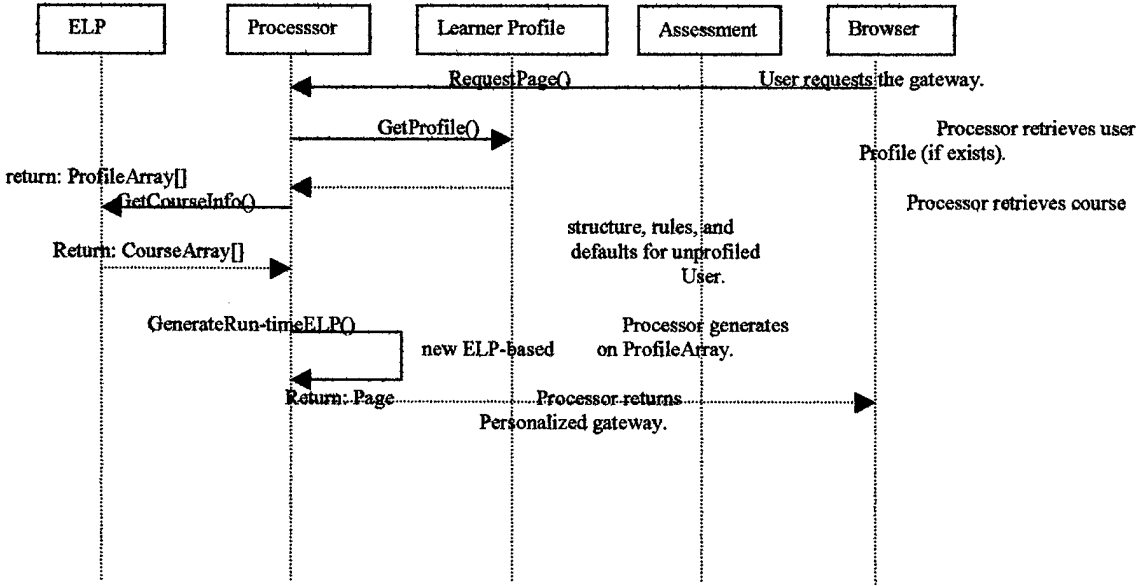 ELP Processsor Learner Profile Assessment Browser
RequestPage() User requests the gateway.
GetProfile() Processor retrieves user
Profile (if exists).
return: ProfileArray[]
GetCourseInfo() Processor retrieves course
structure, rules, and
Return: CourseArray[] defaults for unprofiled
User.
GenerateRun-timeELP() Processor generates
new ELP-based on ProfileArray.
Return: Page Processor returns
Personalized gateway.